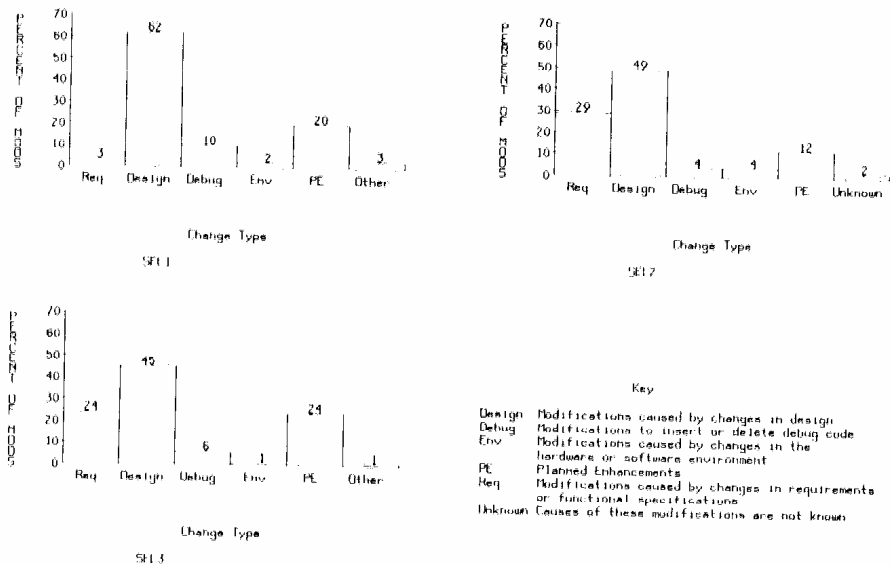 PERCENT OF MODS
70
60
50
40
30
20
10
0
3
62
10
2
20
3
Req Design Debug Env PE Other
Change Type
SEL1
PERCENT OF MODS
70
60
50
40
30
20
10
0
29
49
4
4
12
2
Req Design Debug Env PE Unknown
Change Type
SEL2
PERCENT OF MODS
70
60
50
40
30
20
10
0
24
6
1
24
1
Req Design Debug Env PE Other
Change Type
SEL3
Key
Design Modifications caused by changes in design
Debug Modifications to insert or delete debug code
Env Modifications caused by changes in the
hardware or software environment
PE Planned Enhancements
Req Modifications caused by changes in requirements
or functional specifications
Unknown Causes of these modifications are not known